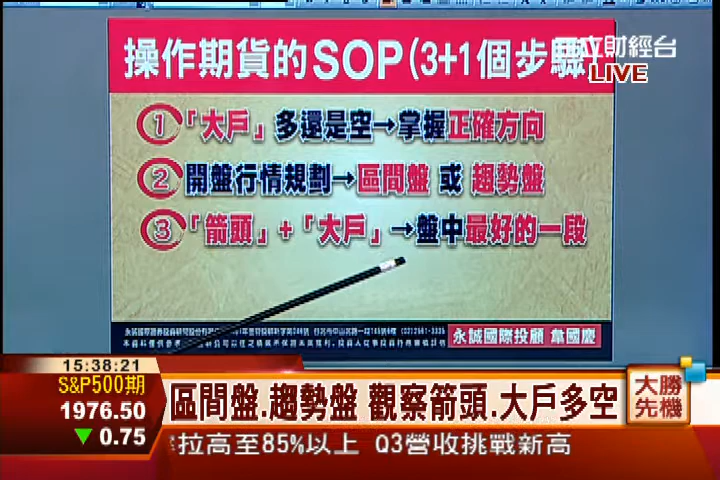 操作期貨的SOP(3+1個步驟)
立財經台
LIVE
①「大戶」多還是空→掌握正確方向
②開盤行情規劃→區間盤 或 趨勢盤
③「箭頭」+「大戶」→盤中最好的一段
永誠國際投顧 韋國慶
15:38:21
S&P500期
1976.50
▼0.75
區間盤.趨勢盤 觀察箭頭.大戶多空
大勝先機
拉高至85%以上 Q3營收挑戰新高